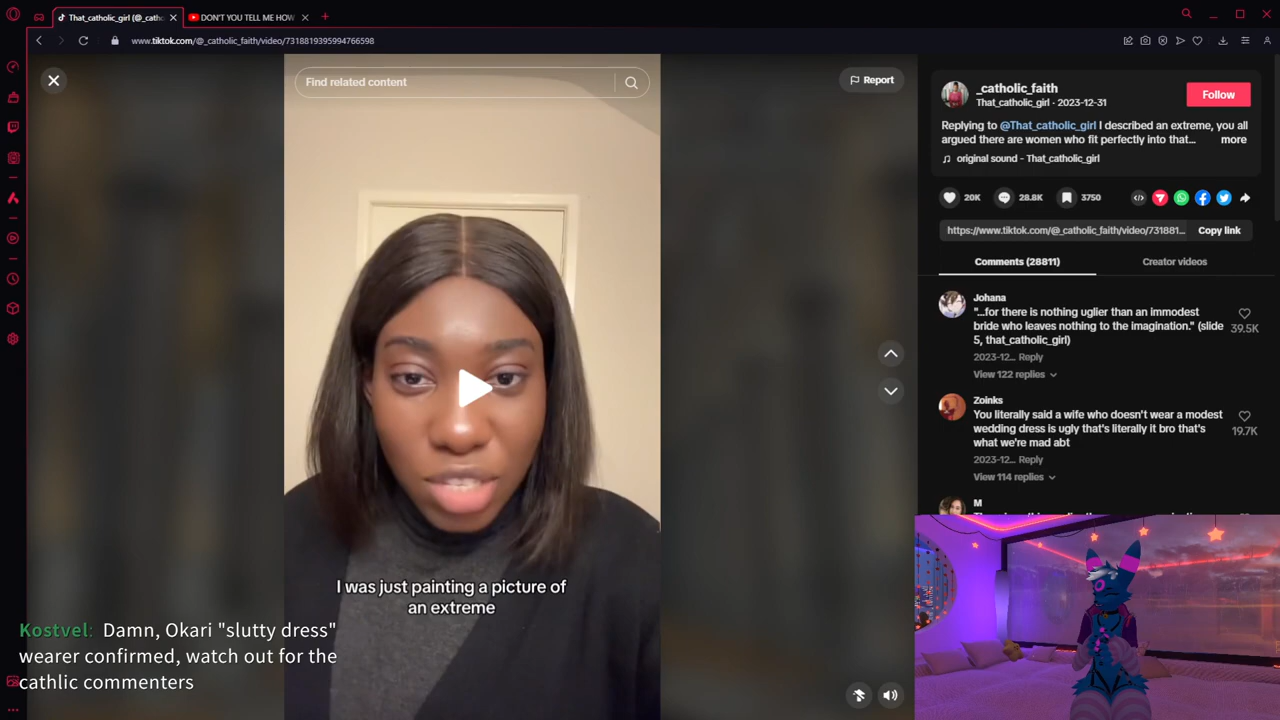 That_catholic_girl (@_cath
DON'T YOU TELL ME HOW
www.tiktok.com/@_catholic_faith/video/7318819395994766598
Find related content
Report
I was just painting a picture of
an extreme
_catholic_faith
That_catholic_girl · 2023-12-31
Follow
Replying to @That_catholic_girl I described an extreme, you all
argued there are women who fit perfectly into that...
more
original sound - That_catholic_girl
20K
28.8K
3750
https://www.tiktok.com/@_catholic_faith/video/731881...
Copy link
Comments (28811)
Creator videos
Johana
"...for there is nothing uglier than an immodest
bride who leaves nothing to the imagination." (slide
5, that_catholic_girl)
39.5K
2023-12... Reply
View 122 replies
Zoinks
You literally said a wife who doesn't wear a modest
wedding dress is ugly that's literally it bro that's
what we're mad abt
19.7K
2023-12... Reply
View 114 replies
M
Kostvel: Damn, Okari "slutty dress"
wearer confirmed, watch out for the
cathlic commenters